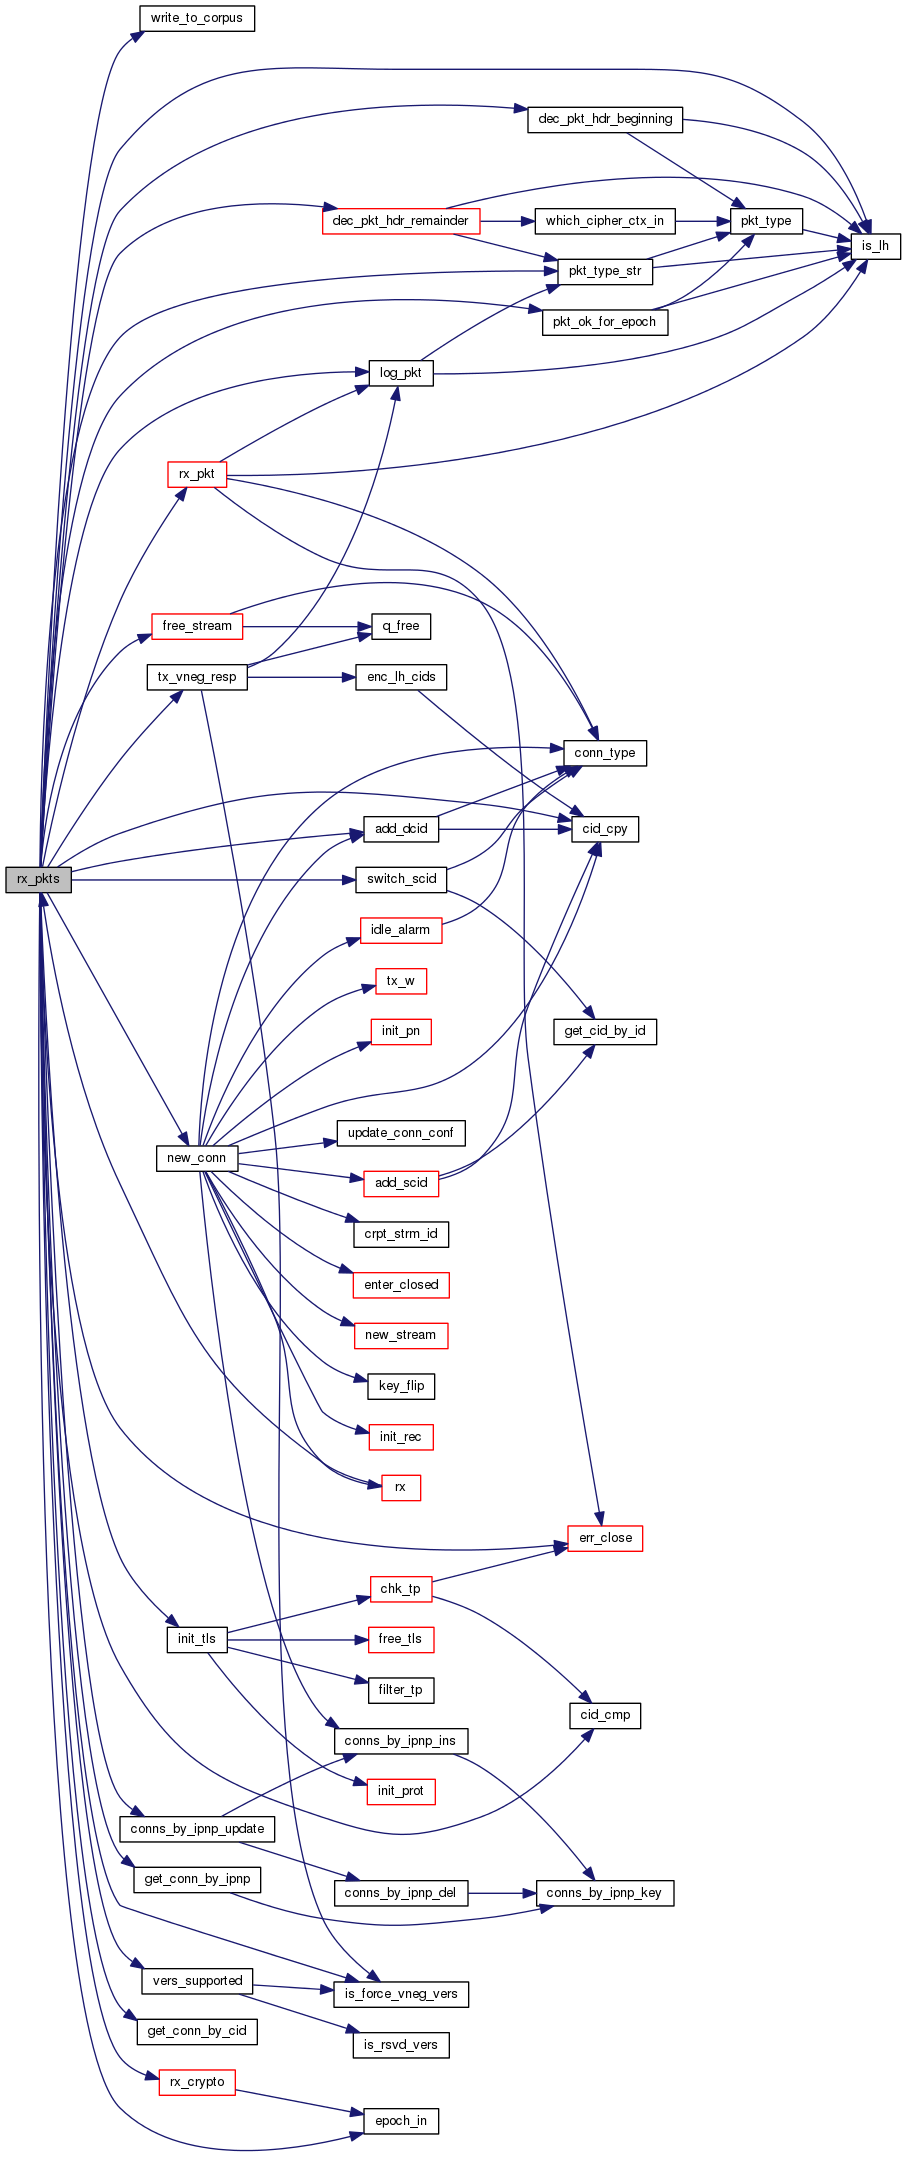 write_to_corpus
dec_pkt_hdr_beginning
dec_pkt_hdr_remainder
which_cipher_ctx_in
pkt_type
is_lh
pkt_type_str
pkt_ok_for_epoch
log_pkt
rx_pkt
free_stream
q_free
tx_vneg_resp
enc_lh_cids
conn_type
add_dcid
cid_cpy
rx_pkts
switch_scid
idle_alarm
tx_w
init_pn
get_cid_by_id
update_conn_conf
new_conn
add_scid
crpt_strm_id
enter_closed
new_stream
key_flip
init_rec
rx
err_close
chk_tp
init_tls
free_tls
filter_tp
cid_cmp
conns_by_ipnp_ins
init_prot
conns_by_ipnp_update
get_conn_by_ipnp
conns_by_ipnp_del
conns_by_ipnp_key
vers_supported
is_force_vneg_vers
get_conn_by_cid
is_rsvd_vers
rx_crypto
epoch_in